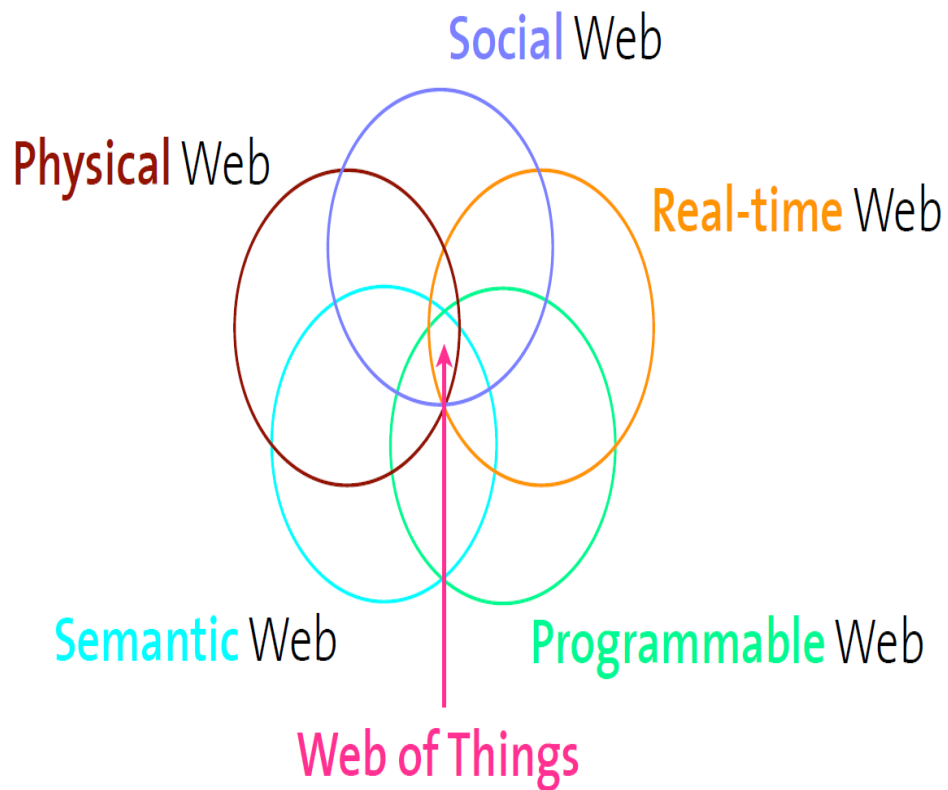 Social Web
Physical Web
Real-time Web
Semantic Web
Programmable Web
Web of Things